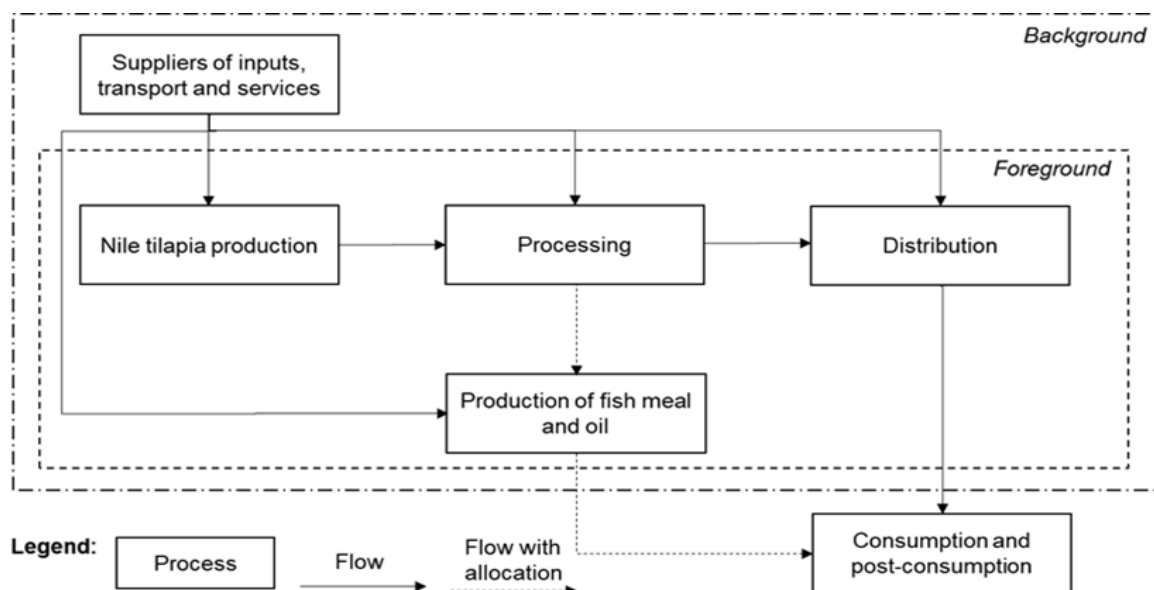 Background
Suppliers of inputs,
transport and services
Foreground
Nile tilapia production
Processing
Distribution
Production of fish meal
and oil
Legend:
Process
Flow
Flow with
allocation
Consumption and
post-consumption